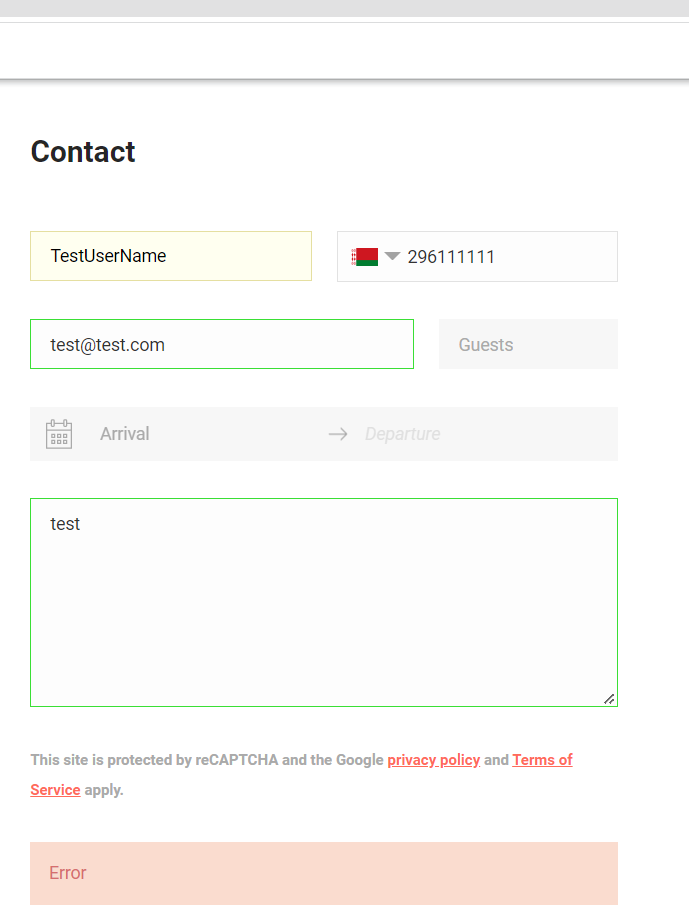 Contact
TestUserName
296111111
test@test.com
Guests
Arrival
Departure
test
This site is protected by reCAPTCHA and the Google privacy policy and Terms of
Service apply.
Error